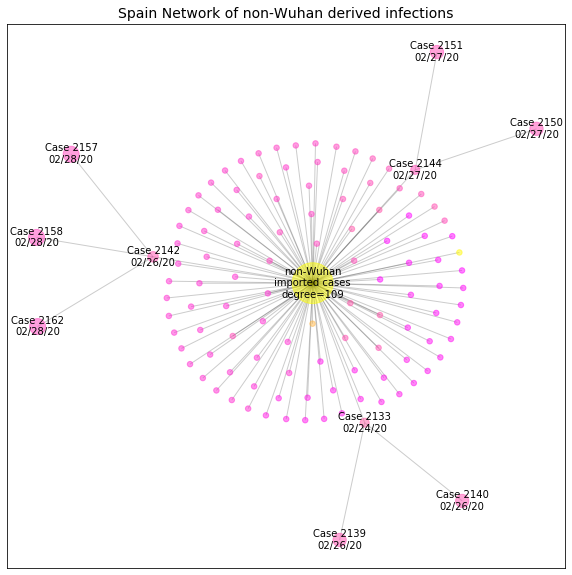 Spain Network of non-Wuhan derived infections
Case 2151
02/27/20
Case 2150
02/27/20
Case 2157
02/28/20
Case 2144
02/27/20
Case 2158
02/28/20
Case 2142
02/26/20
non-Wuhan
imported cases
degree=109
Case 2162
02/28/20
Case 2133
02/24/20
Case 2140
02/26/20
Case 2139
02/26/20